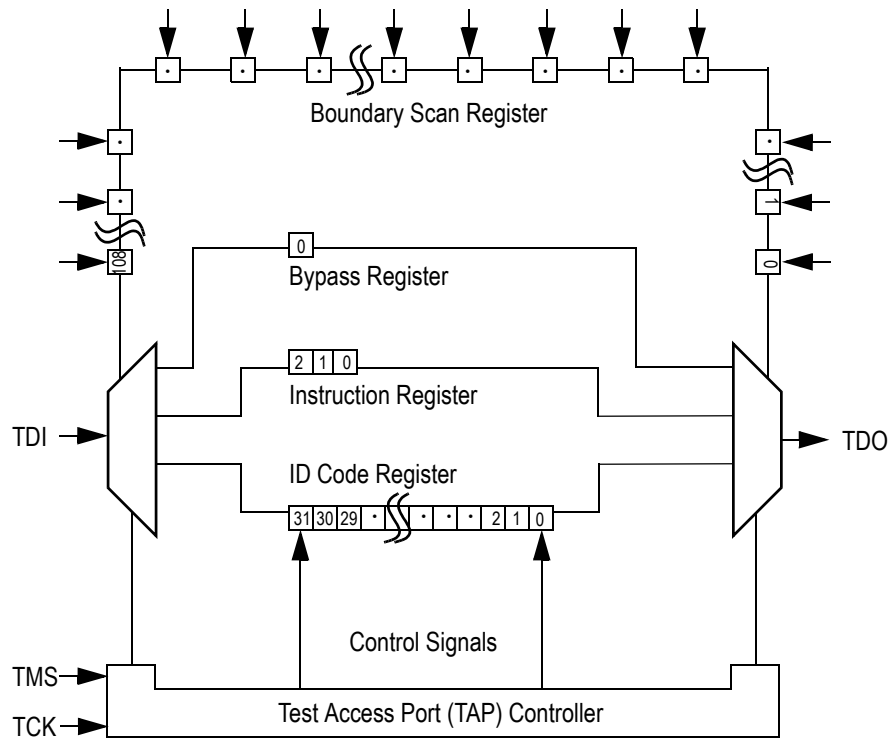 Boundary Scan Register
1
108
0
0
Bypass Register
2 1 0
Instruction Register
TDI
TDO
ID Code Register
31 30 29 · · · · 2 1 0
Control Signals
TMS
Test Access Port (TAP) Controller
TCK